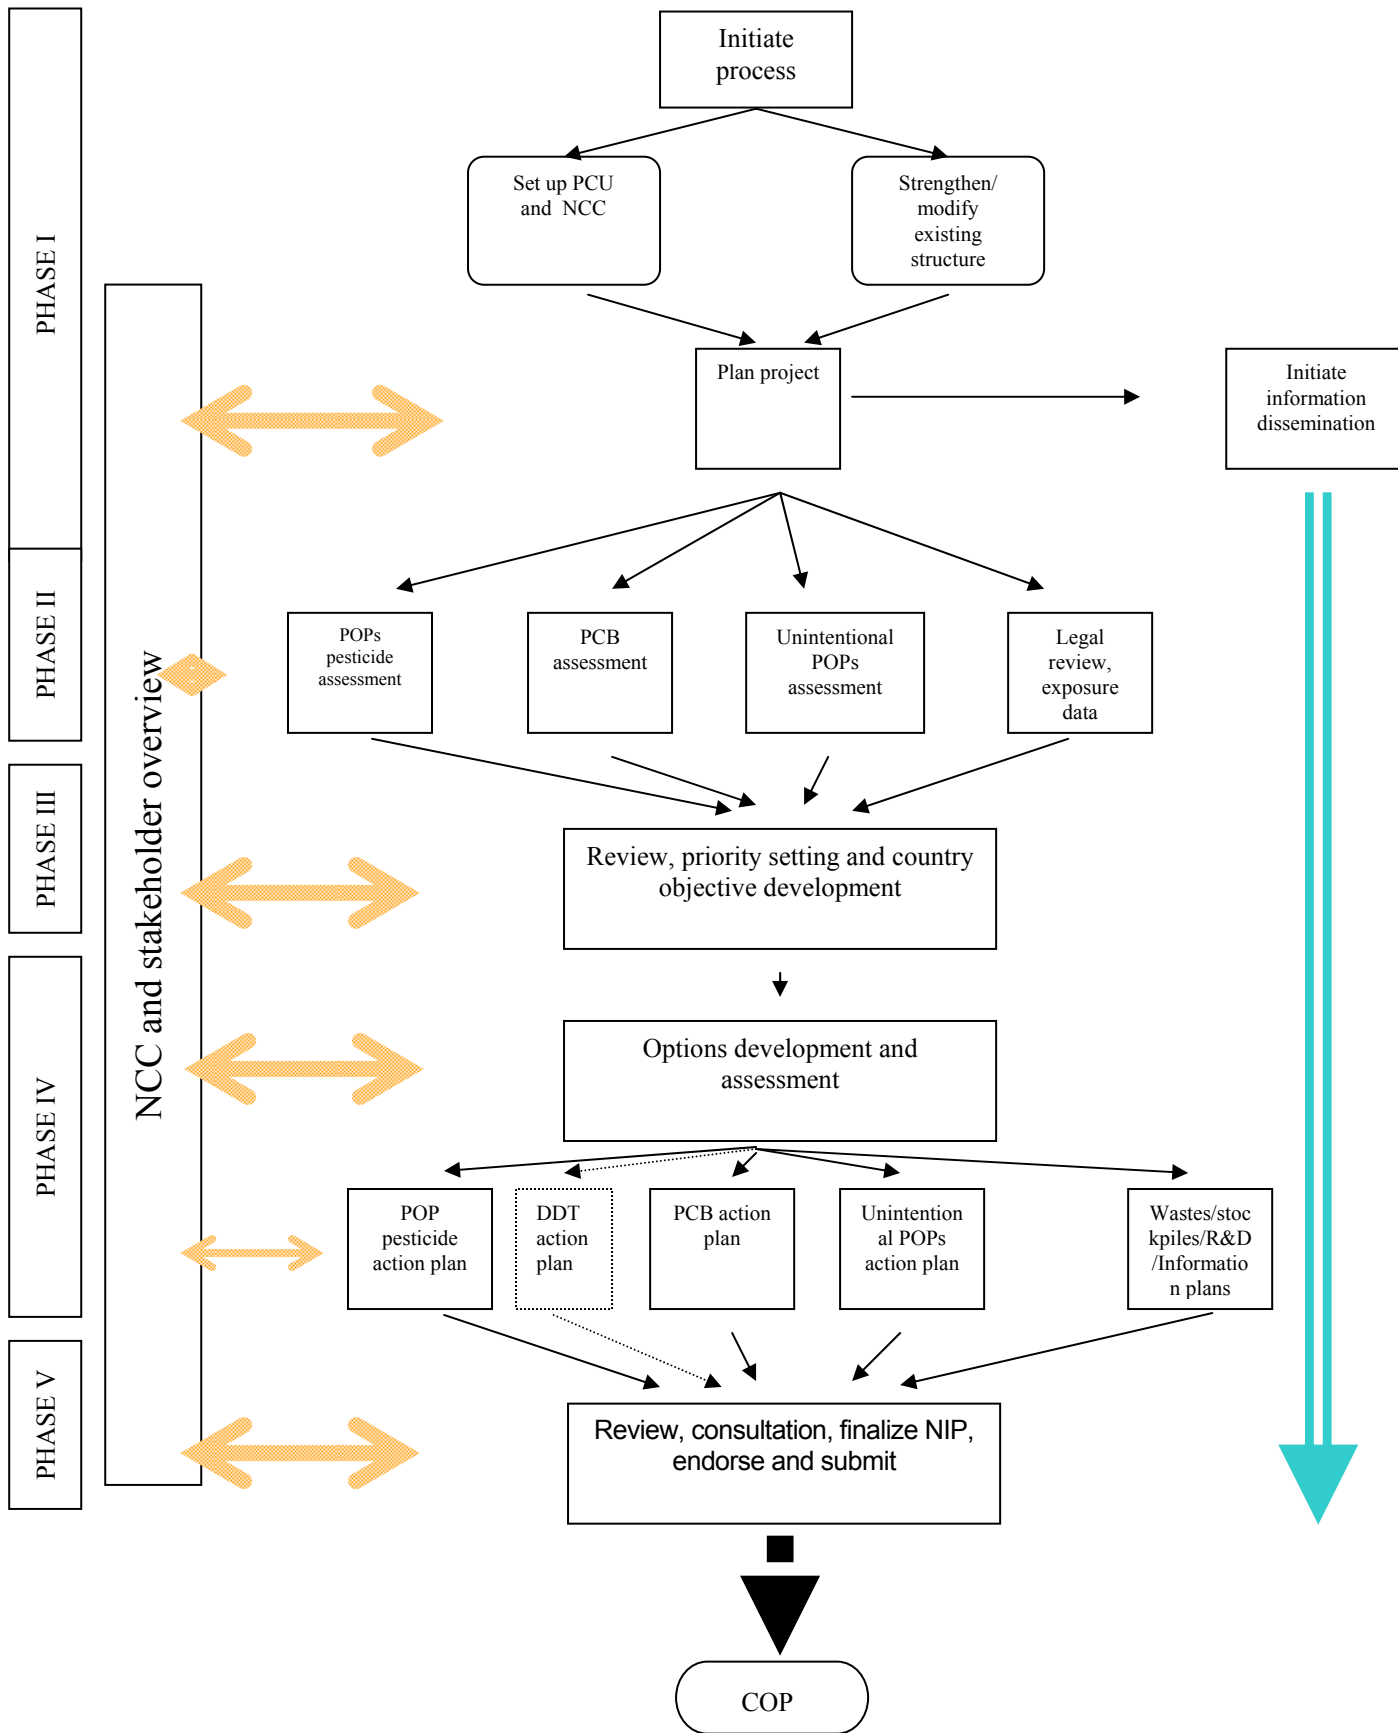 Initiate
process
Set up PCU
and NCC
Strengthen/
modify
existing
structure
PHASE I
Plan project
Initiate
information
dissemination
PHASE II
NCC and stakeholder overview
POPs
pesticide
assessment
PCB
assessment
Unintentional
POPs
assessment
Legal
review,
exposure
data
PHASE III
Review, priority setting and country
objective development
PHASE IV
Options development and
assessment
POP
pesticide
action plan
DDT
action
plan
PCB action
plan
Unintention
al POPs
action plan
Wastes/stoc
kpiles/R&D
/Informatio
n plans
PHASE V
Review, consultation, finalize NIP,
endorse and submit
COP